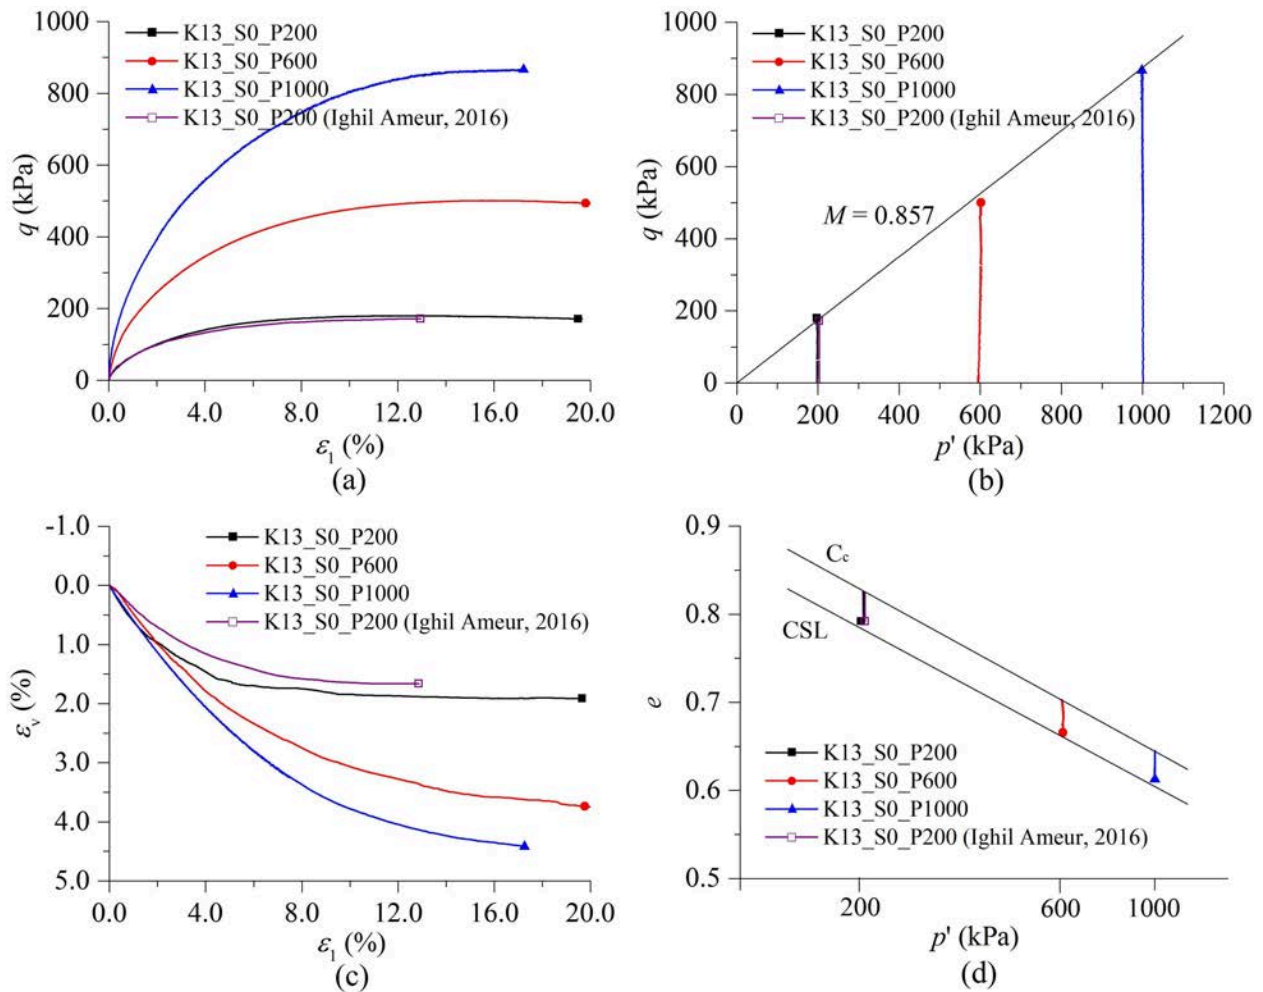 1000
800
600
400
200
0
q (kPa)
K13_S0_P200
K13_S0_P600
K13_S0_P1000
K13_S0_P200 (Ighil Ameur, 2016)
0.0 4.0 8.0 12.0 16.0 20.0
ε1 (%)
(a)
1000
800
600
400
200
0
q (kPa)
K13_S0_P200
K13_S0_P600
K13_S0_P1000
K13_S0_P200 (Ighil Ameur, 2016)
M = 0.857
0 200 400 600 800 1000 1200
p' (kPa)
(b)
-1.0
0.0
1.0
2.0
3.0
4.0
5.0
εv (%)
K13_S0_P200
K13_S0_P600
K13_S0_P1000
K13_S0_P200 (Ighil Ameur, 2016)
0.0 4.0 8.0 12.0 16.0 20.0
ε1 (%)
(c)
0.9
0.8
0.7
0.6
0.5
e
Cc
CSL
K13_S0_P200
K13_S0_P600
K13_S0_P1000
K13_S0_P200 (Ighil Ameur, 2016)
200 600 1000
p' (kPa)
(d)